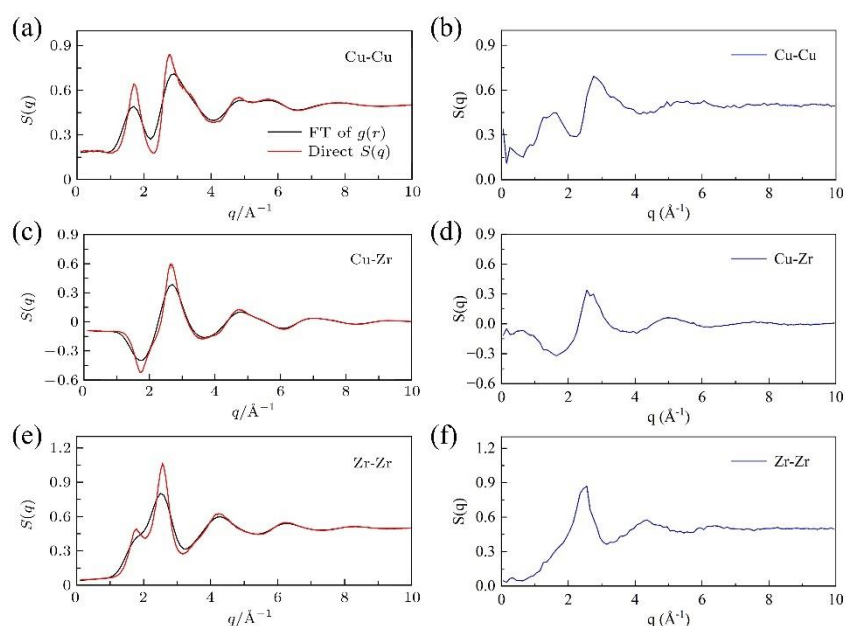 (a)
0.9
0.6
0.3
0
S(q)
Cu-Cu
FT of g(r)
Direct S(q)
0 2 4 6 8 10
q/A⁻¹
(b)
0.9
0.6
0.3
0.0
S(q)
Cu-Cu
0 2 4 6 8 10
q (Å⁻¹)
(c)
0.9
0.6
0.3
0
−0.3
−0.6
S(q)
Cu-Zr
0 2 4 6 8 10
q/Å⁻¹
(d)
0.9
0.6
0.3
0.0
−0.3
−0.6
S(q)
Cu-Zr
0 2 4 6 8 10
q (Å⁻¹)
(e)
1.2
0.9
0.6
0.3
0
S(q)
Zr-Zr
0 2 4 6 8 10
q/Å⁻¹
(f)
1.2
0.9
0.6
0.3
0.0
S(q)
Zr-Zr
0 2 4 6 8 10
q (Å⁻¹)